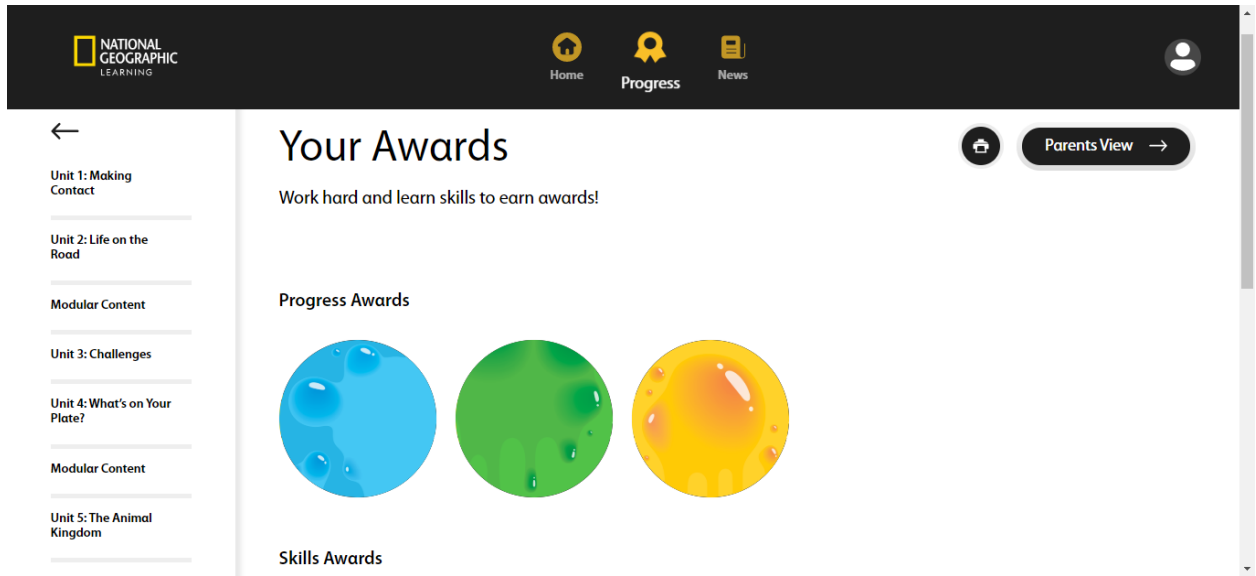 NATIONAL
GEOGRAPHIC
LEARNING
Home
Progress
News
Unit 1: Making
Contact
Unit 2: Life on the
Road
Modular Content
Unit 3: Challenges
Unit 4: What's on Your
Plate?
Modular Content
Unit 5: The Animal
Kingdom
Your Awards
Parents View
Work hard and learn skills to earn awards!
Progress Awards
Skills Awards